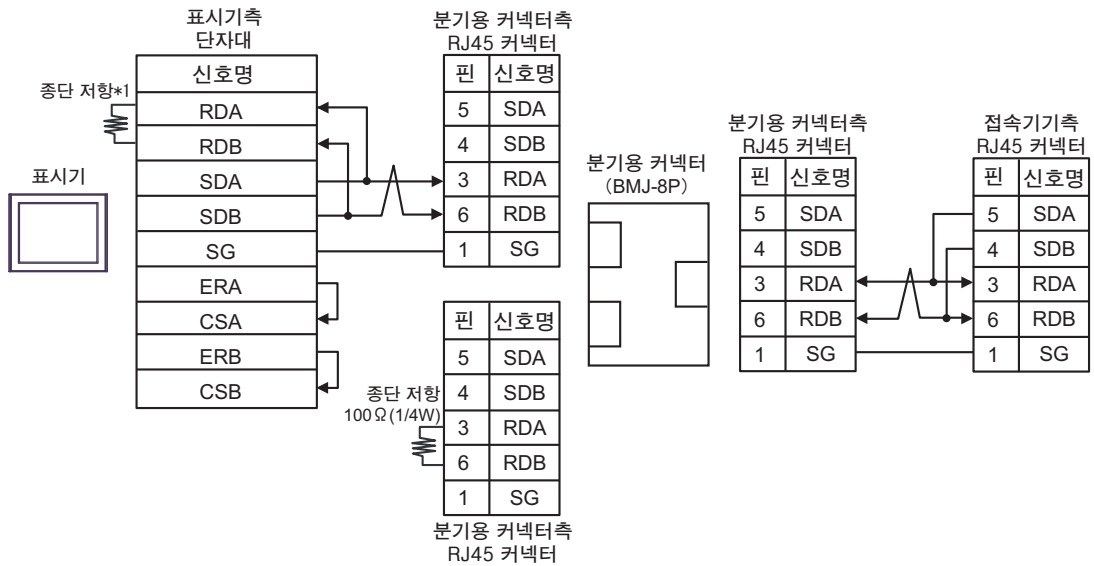 표시기측
단자대
신호명
종단 저항*1
RDA
RDB
SDA
SDB
SG
ERA
CSA
ERB
CSB
표시기
분기용 커넥터측
RJ45 커넥터
핀 신호명
5 SDA
4 SDB
3 RDA
6 RDB
1 SG
핀 신호명
5 SDA
4 SDB
3 RDA
6 RDB
1 SG
종단 저항
100Ω(1/4W)
분기용 커넥터측
RJ45 커넥터
분기용 커넥터
(BMJ-8P)
분기용 커넥터측
RJ45 커넥터
핀 신호명
5 SDA
4 SDB
3 RDA
6 RDB
1 SG
접속기기측
RJ45 커넥터
핀 신호명
5 SDA
4 SDB
3 RDA
6 RDB
1 SG